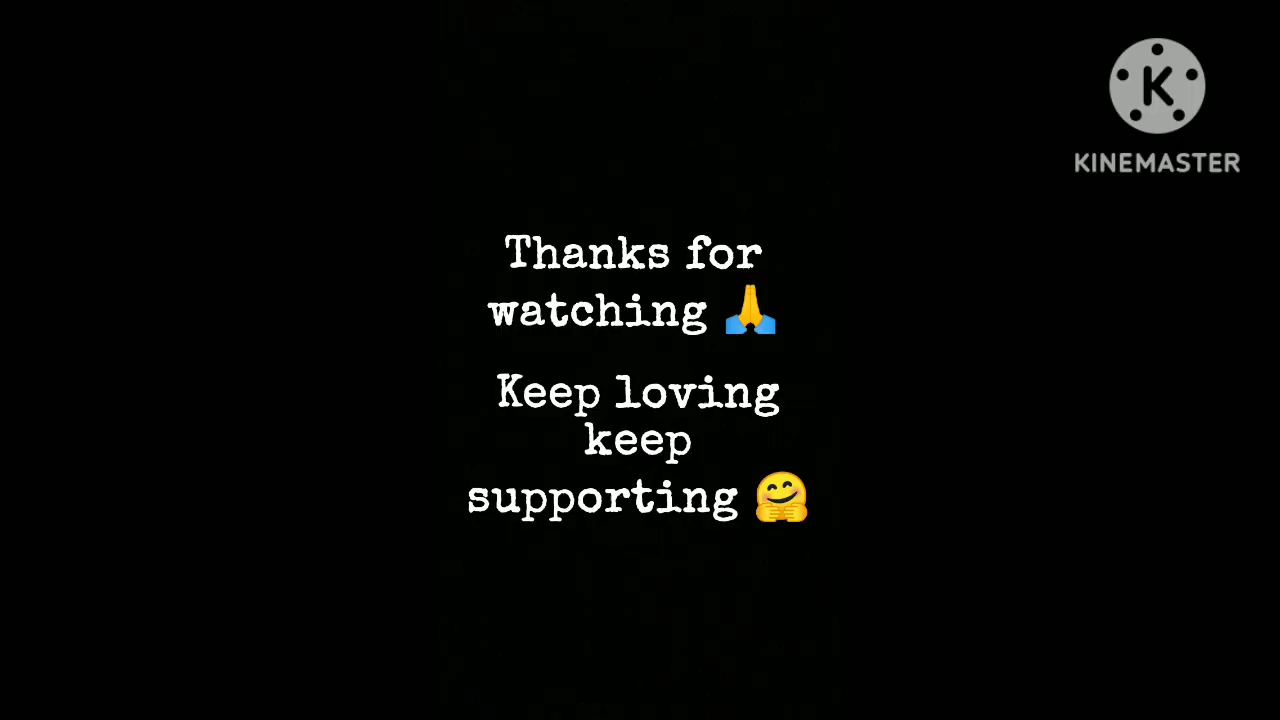 K
KINEMASTER
Thanks for
watching 🙏
Keep loving
keep
supporting 🤗